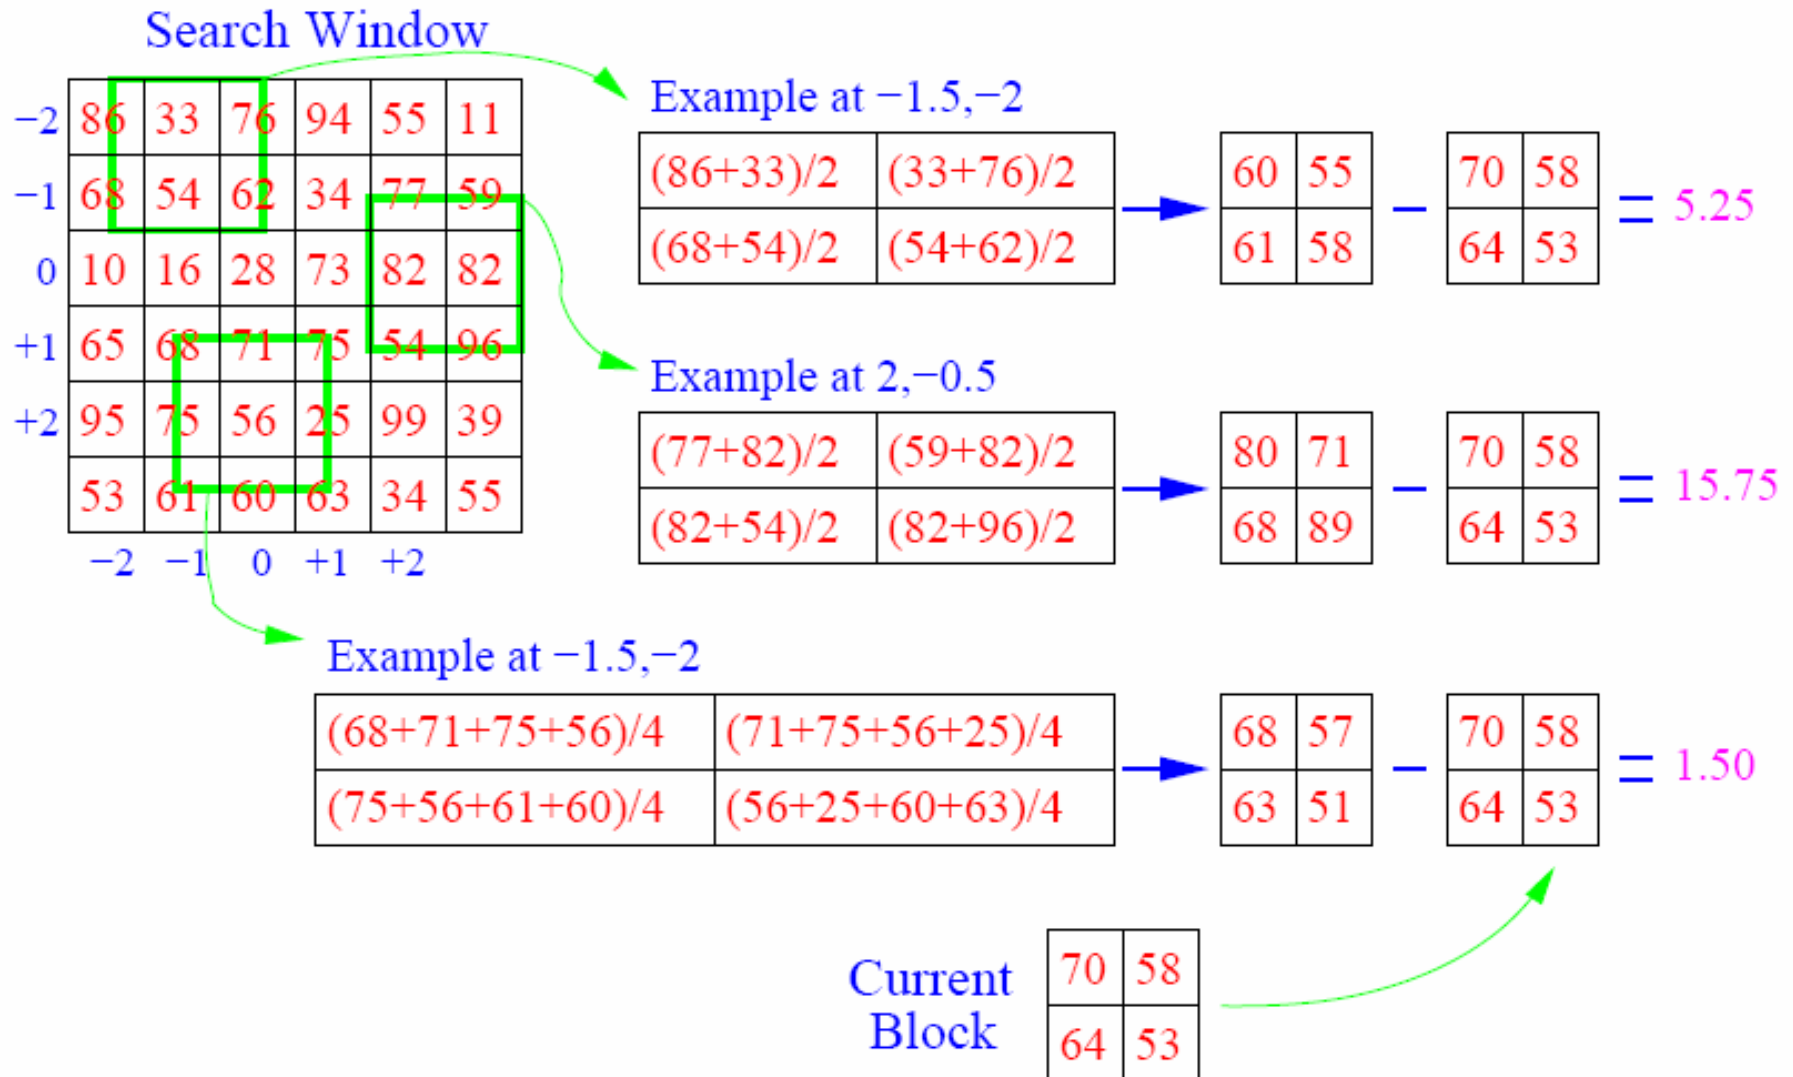 Search Window
−2 86 33 76 94 55 11
−1 68 54 62 34 77 59
0 10 16 28 73 82 82
+1 65 68 71 75 54 96
+2 95 75 56 25 99 39
53 61 60 63 34 55
−2 −1 0 +1 +2
Example at −1.5,−2
(86+33)/2 (33+76)/2 60 55 70 58
(68+54)/2 (54+62)/2 61 58 − 64 53 = 5.25
Example at 2,−0.5
(77+82)/2 (59+82)/2 80 71 70 58
(82+54)/2 (82+96)/2 68 89 − 64 53 = 15.75
Example at −1.5,−2
(68+71+75+56)/4 (71+75+56+25)/4 68 57 70 58
(75+56+61+60)/4 (56+25+60+63)/4 63 51 − 64 53 = 1.50
Current
Block
70 58
64 53